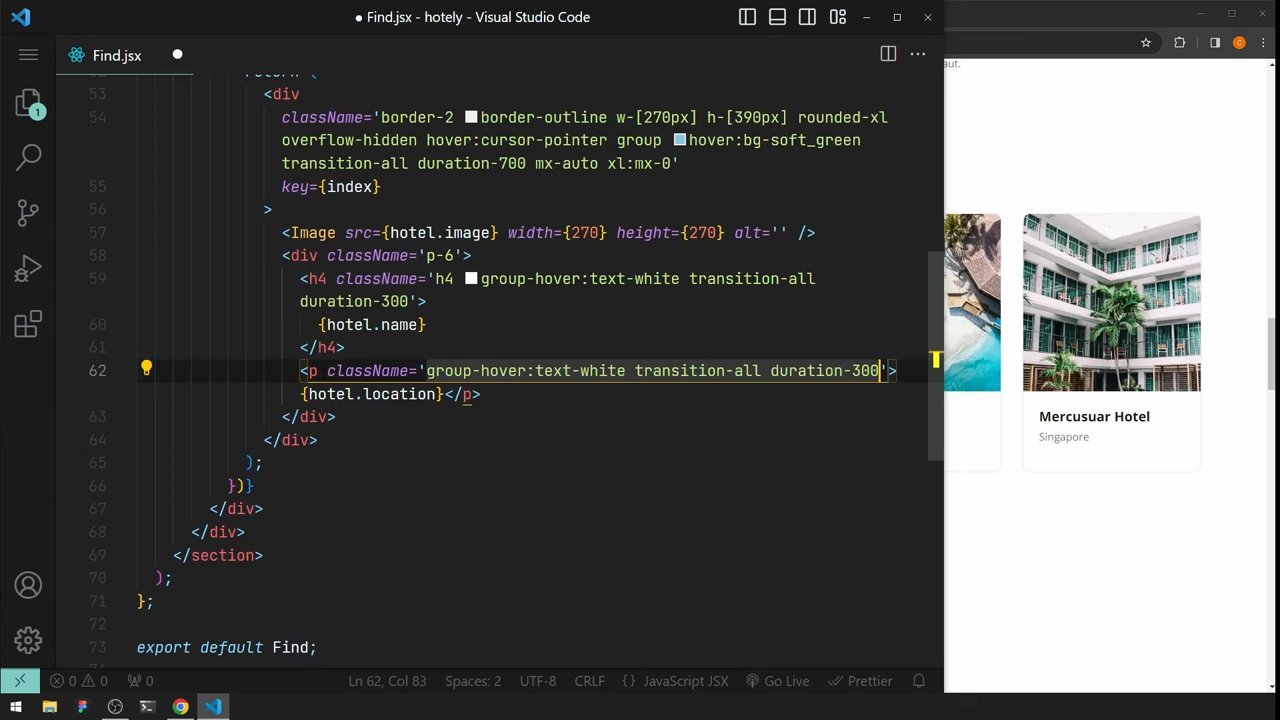 Find.jsx - hotely - Visual Studio Code
Find.jsx
aut.
53 <div
54 className='border-2 border-outline w-[270px] h-[390px] rounded-xl
overflow-hidden hover:cursor-pointer group hover:bg-soft_green
transition-all duration-700 mx-auto xl:mx-0'
55 key={index}
56 >
57 <Image src={hotel.image} width={270} height={270} alt='' />
58 <div className='p-6'>
59 <h4 className='h4 group-hover:text-white transition-all
duration-300'>
60 {hotel.name}
61 </h4>
62 <p className='group-hover:text-white transition-all duration-300'>
{hotel.location}</p>
63 </div>
64 </div>
65 );
66 })}
67 </div>
68 </div>
69 </section>
70 );
71 };
72
73 export default Find;
Mercusuar Hotel
Singapore
1
0 0 0 Ln 62, Col 83 Spaces: 2 UTF-8 CRLF {} JavaScript JSX Go Live Prettier